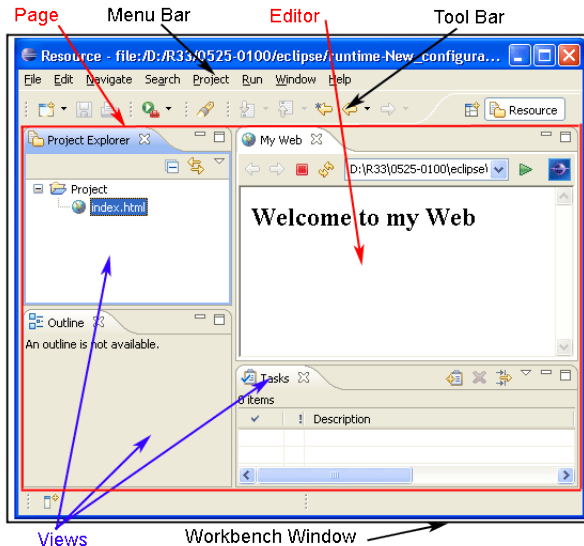 Page Menu Bar Editor Tool Bar
Resource - file:/D:/R33/0525-0100/eclipse/runtime-New_configura...
File Edit Navigate Search Project Run Window Help
Resource
Project Explorer
My Web
D:\R33\0525-0100\eclipse\
Project
index.html
Welcome to my Web
Outline
An outline is not available.
Tasks
0 items
! Description
Views
Workbench Window